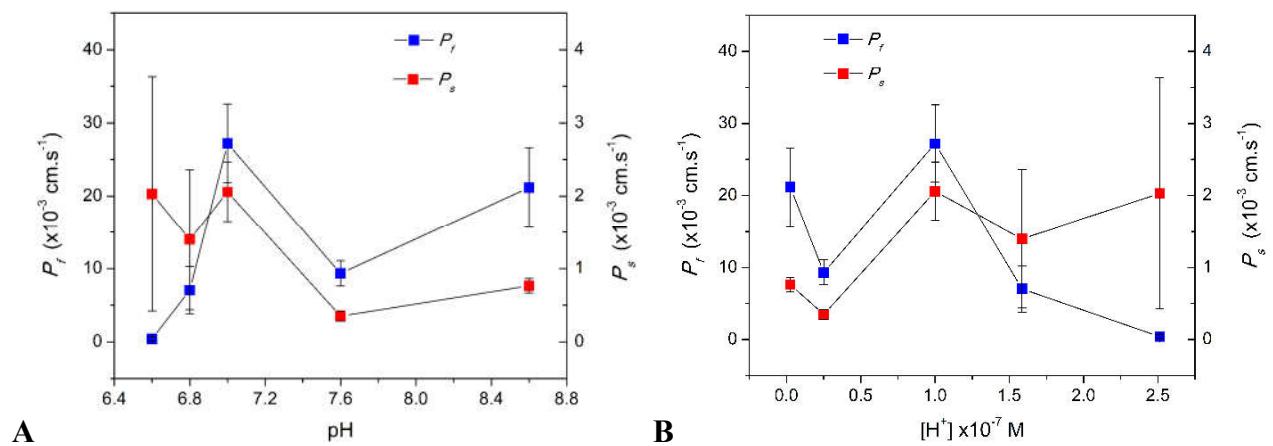 P_f
P_s
40
30
20
10
0
P_f (x10^-3 cm.s^-1)
4
3
2
1
0
P_s (x10^-3 cm.s^-1)
6.4 6.8 7.2 7.6 8.0 8.4 8.8
pH
A
P_f
P_s
40
30
20
10
0
P_f (x10^-3 cm.s^-1)
4
3
2
1
0
P_s (x10^-3 cm.s^-1)
0.0 0.5 1.0 1.5 2.0 2.5
[H^+] x10^-7 M
B